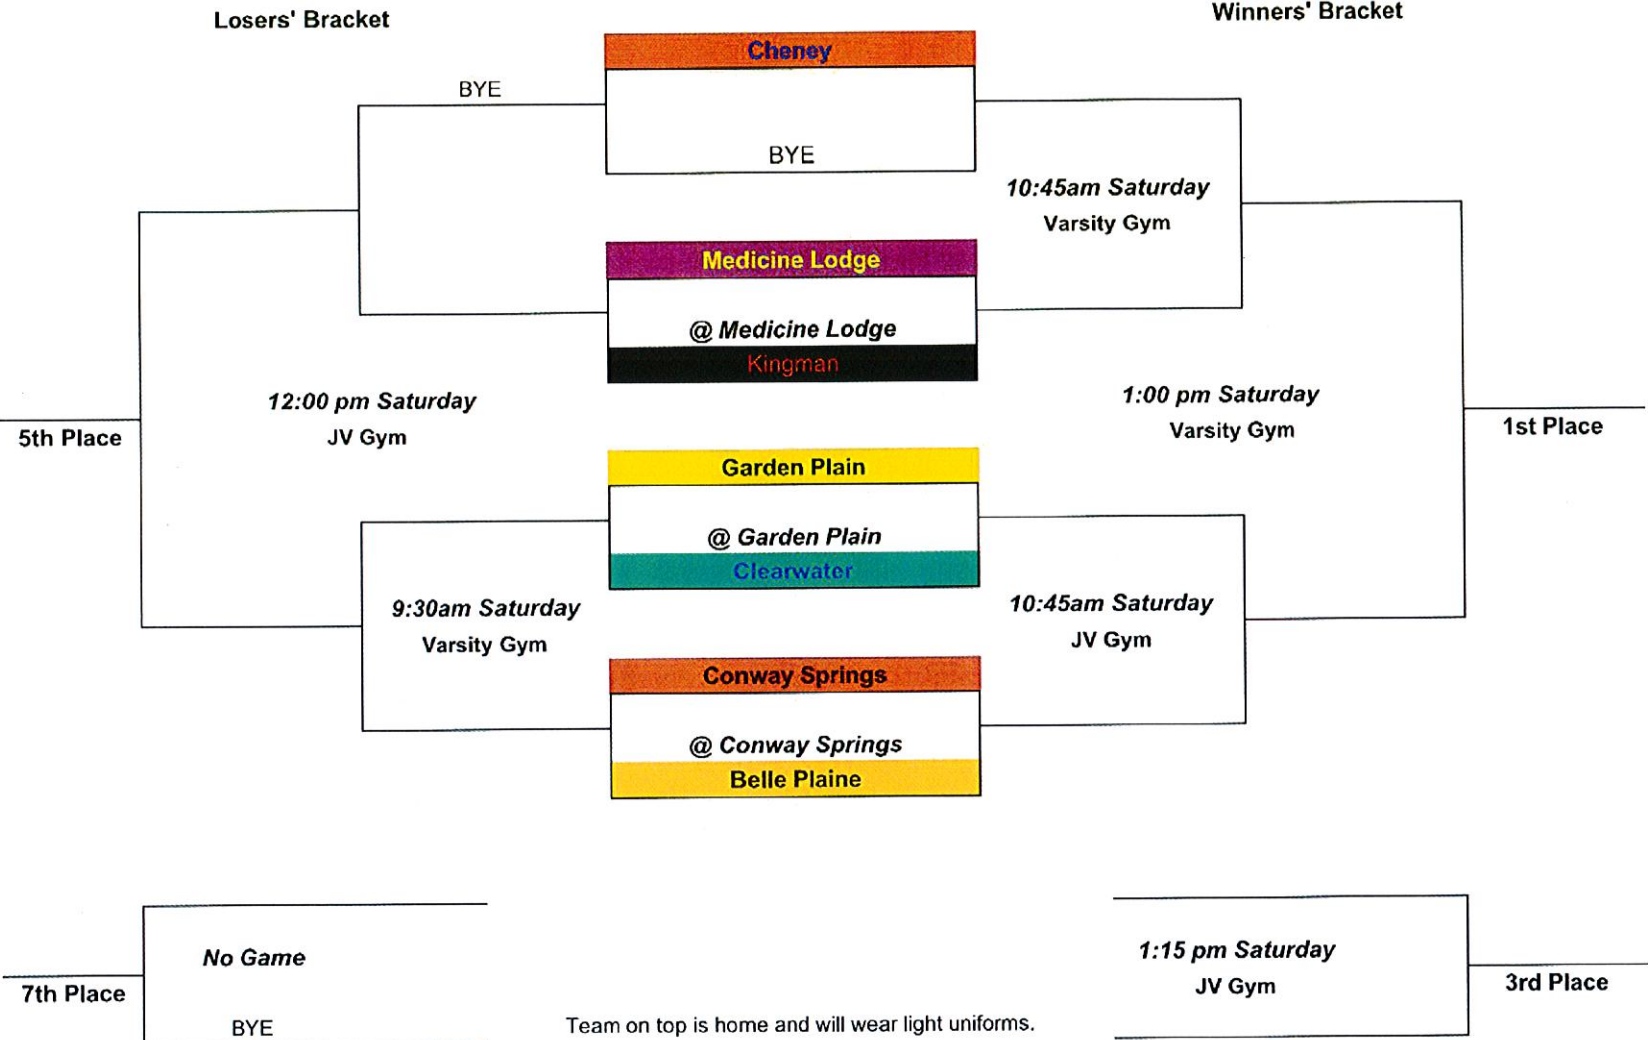 Losers' Bracket
Winners' Bracket
Cheney
BYE
BYE
10:45am Saturday
Varsity Gym
Medicine Lodge
@ Medicine Lodge
Kingman
12:00 pm Saturday
JV Gym
1:00 pm Saturday
Varsity Gym
5th Place
1st Place
Garden Plain
@ Garden Plain
Clearwater
9:30am Saturday
Varsity Gym
10:45am Saturday
JV Gym
Conway Springs
@ Conway Springs
Belle Plaine
No Game
1:15 pm Saturday
JV Gym
7th Place
3rd Place
BYE
Team on top is home and will wear light uniforms.